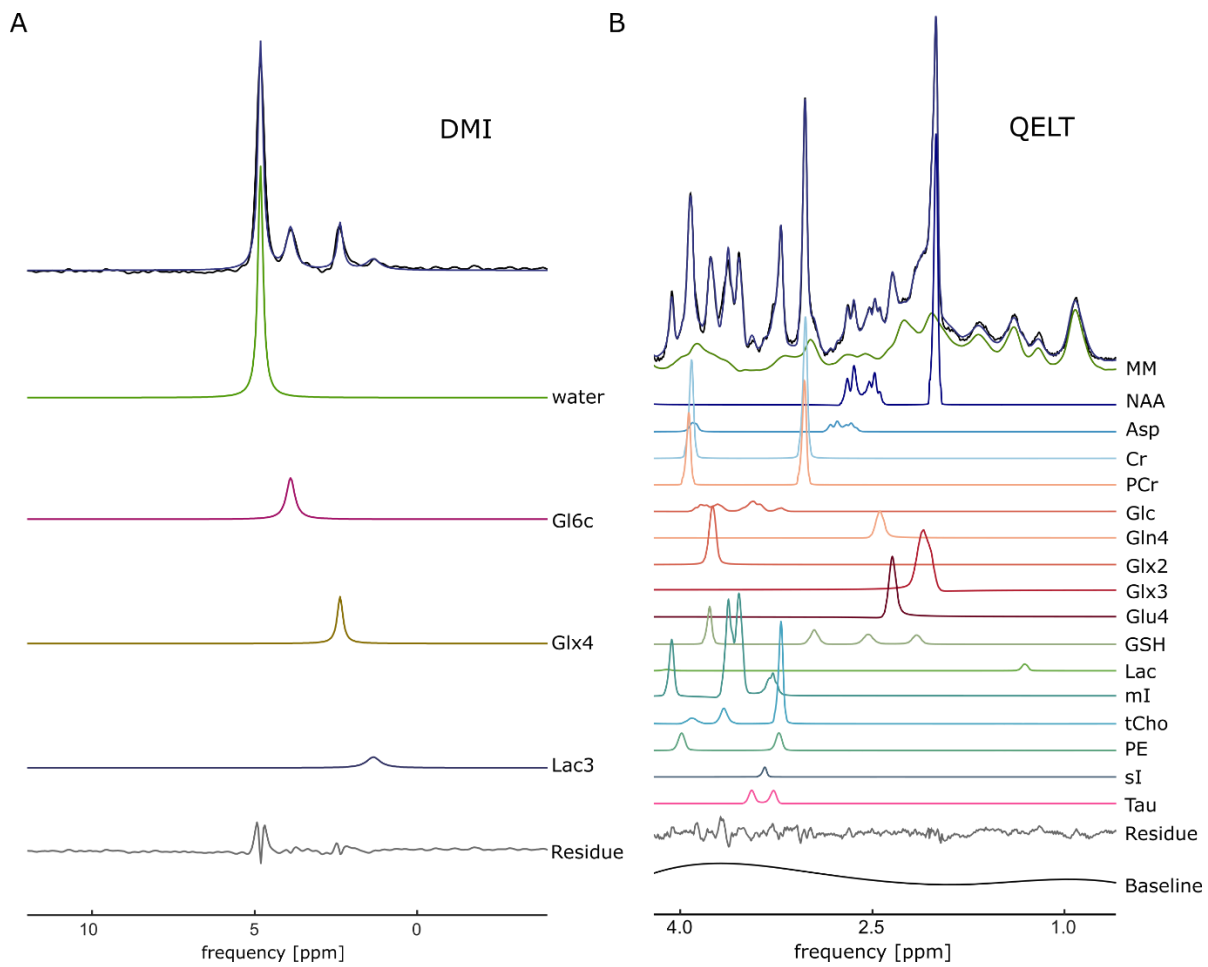 A
DMI
water
Gl6c
Glx4
Lac3
Residue
10
5
0
frequency [ppm]
B
QELT
MM
NAA
Asp
Cr
PCr
Glc
Gln4
Glx2
Glx3
Glu4
GSH
Lac
mI
tCho
PE
sI
Tau
Residue
Baseline
4.0
2.5
1.0
frequency [ppm]